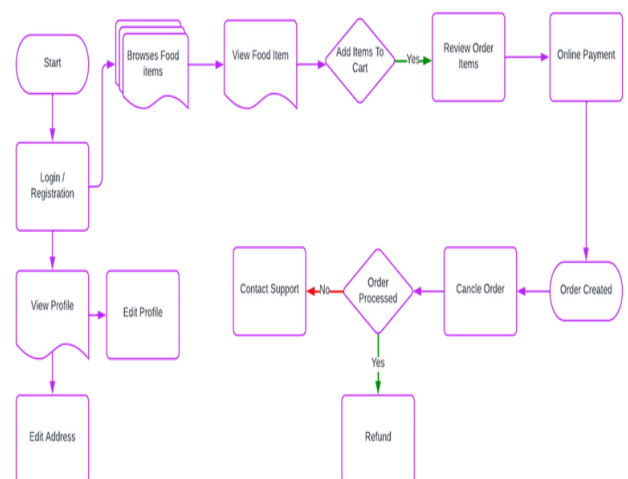 Start
Browses Food
items
View Food Item
Add Items To
Cart
Yes
Review Order
Items
Online Payment
Login /
Registration
View Profile
Edit Profile
Contact Support
No
Order
Processed
Cancle Order
Order Created
Yes
Edit Address
Refund